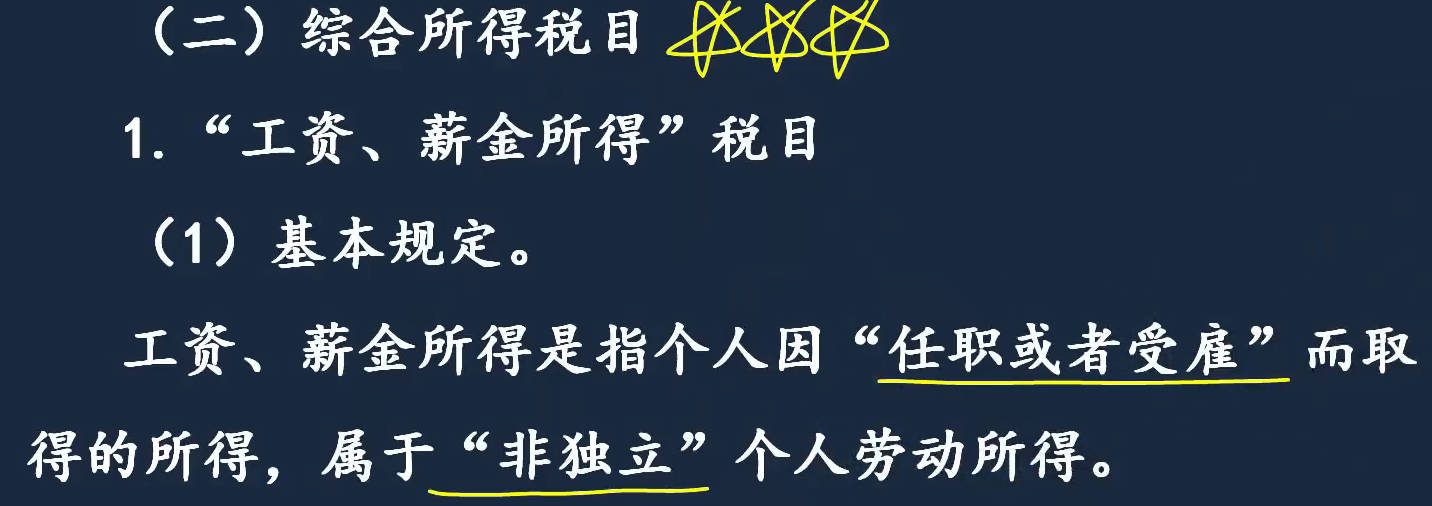 （二）综合所得税目
1.“工资、薪金所得”税目
（1）基本规定。
工资、薪金所得是指个人因“任职或者受雇”而取
得的所得，属于“非独立”个人劳动所得。